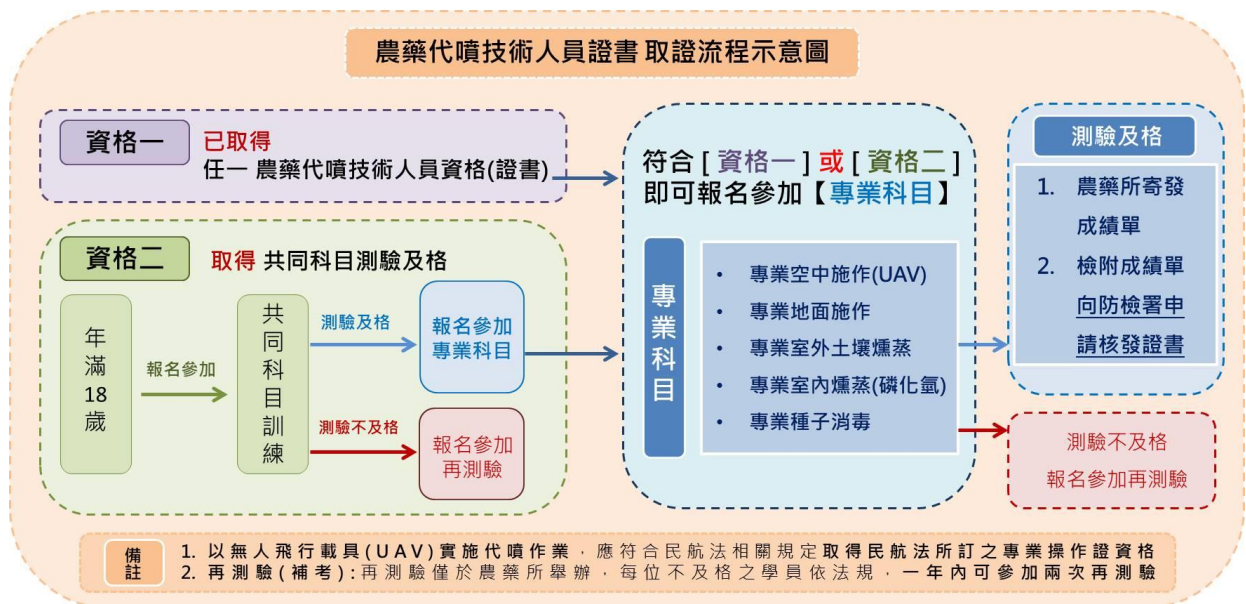 農藥代噴技術人員證書 取證流程示意圖
資格一
已取得
任一 農藥代噴技術人員資格(證書)
資格二
取得 共同科目測驗及格
年滿18歲
報名參加
共同科目訓練
測驗及格
報名參加
專業科目
測驗不及格
報名參加
再測驗
符合 [ 資格一 ] 或 [ 資格二 ]
即可報名參加【專業科目】
專業科目
• 專業空中施作(UAV)
• 專業地面施作
• 專業室外土壤燻蒸
• 專業室內燻蒸(磷化氫)
• 專業種子消毒
測驗及格
1. 農藥所寄發
成績單
2. 檢附成績單
向防檢署申
請核發證書
測驗不及格
報名參加再測驗
備註
1. 以無人飛行載具(UAV)實施代噴作業，應符合民航法相關規定取得民航法所訂之專業操作證資格
2. 再測驗(補考)：再測驗僅於農藥所舉辦，每位不及格之學員依法規，一年內可參加兩次再測驗